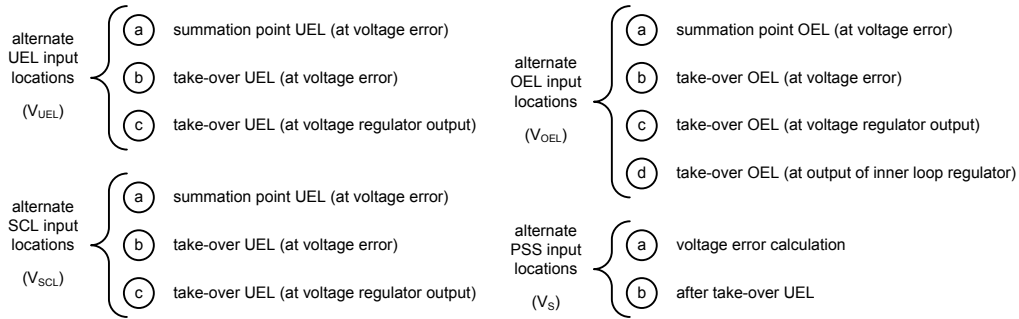 alternate
UEL input
locations
(VUEL)
a summation point UEL (at voltage error)
b take-over UEL (at voltage error)
c take-over UEL (at voltage regulator output)
alternate
SCL input
locations
(VSCL)
a summation point UEL (at voltage error)
b take-over UEL (at voltage error)
c take-over UEL (at voltage regulator output)
alternate
OEL input
locations
(VOEL)
a summation point OEL (at voltage error)
b take-over OEL (at voltage error)
c take-over OEL (at voltage regulator output)
d take-over OEL (at output of inner loop regulator)
alternate
PSS input
locations
(VS)
a voltage error calculation
b after take-over UEL